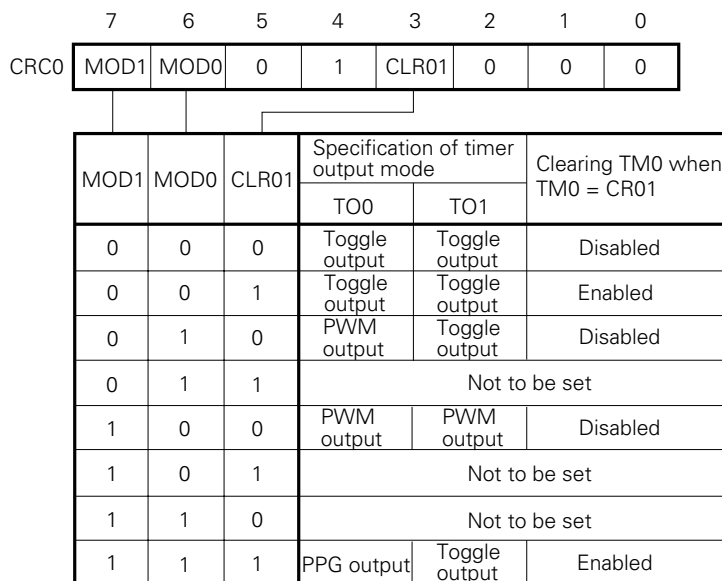 7 6 5 4 3 2 1 0
CRC0 MOD1 MOD0 0 1 CLR01 0 0 0
MOD1 MOD0 CLR01 Specification of timer output mode Clearing TM0 when TM0 = CR01
TO0 TO1
0 0 0 Toggle output Toggle output Disabled
0 0 1 Toggle output Toggle output Enabled
0 1 0 PWM output Toggle output Disabled
0 1 1 Not to be set
1 0 0 PWM output PWM output Disabled
1 0 1 Not to be set
1 1 0 Not to be set
1 1 1 PPG output Toggle output Enabled